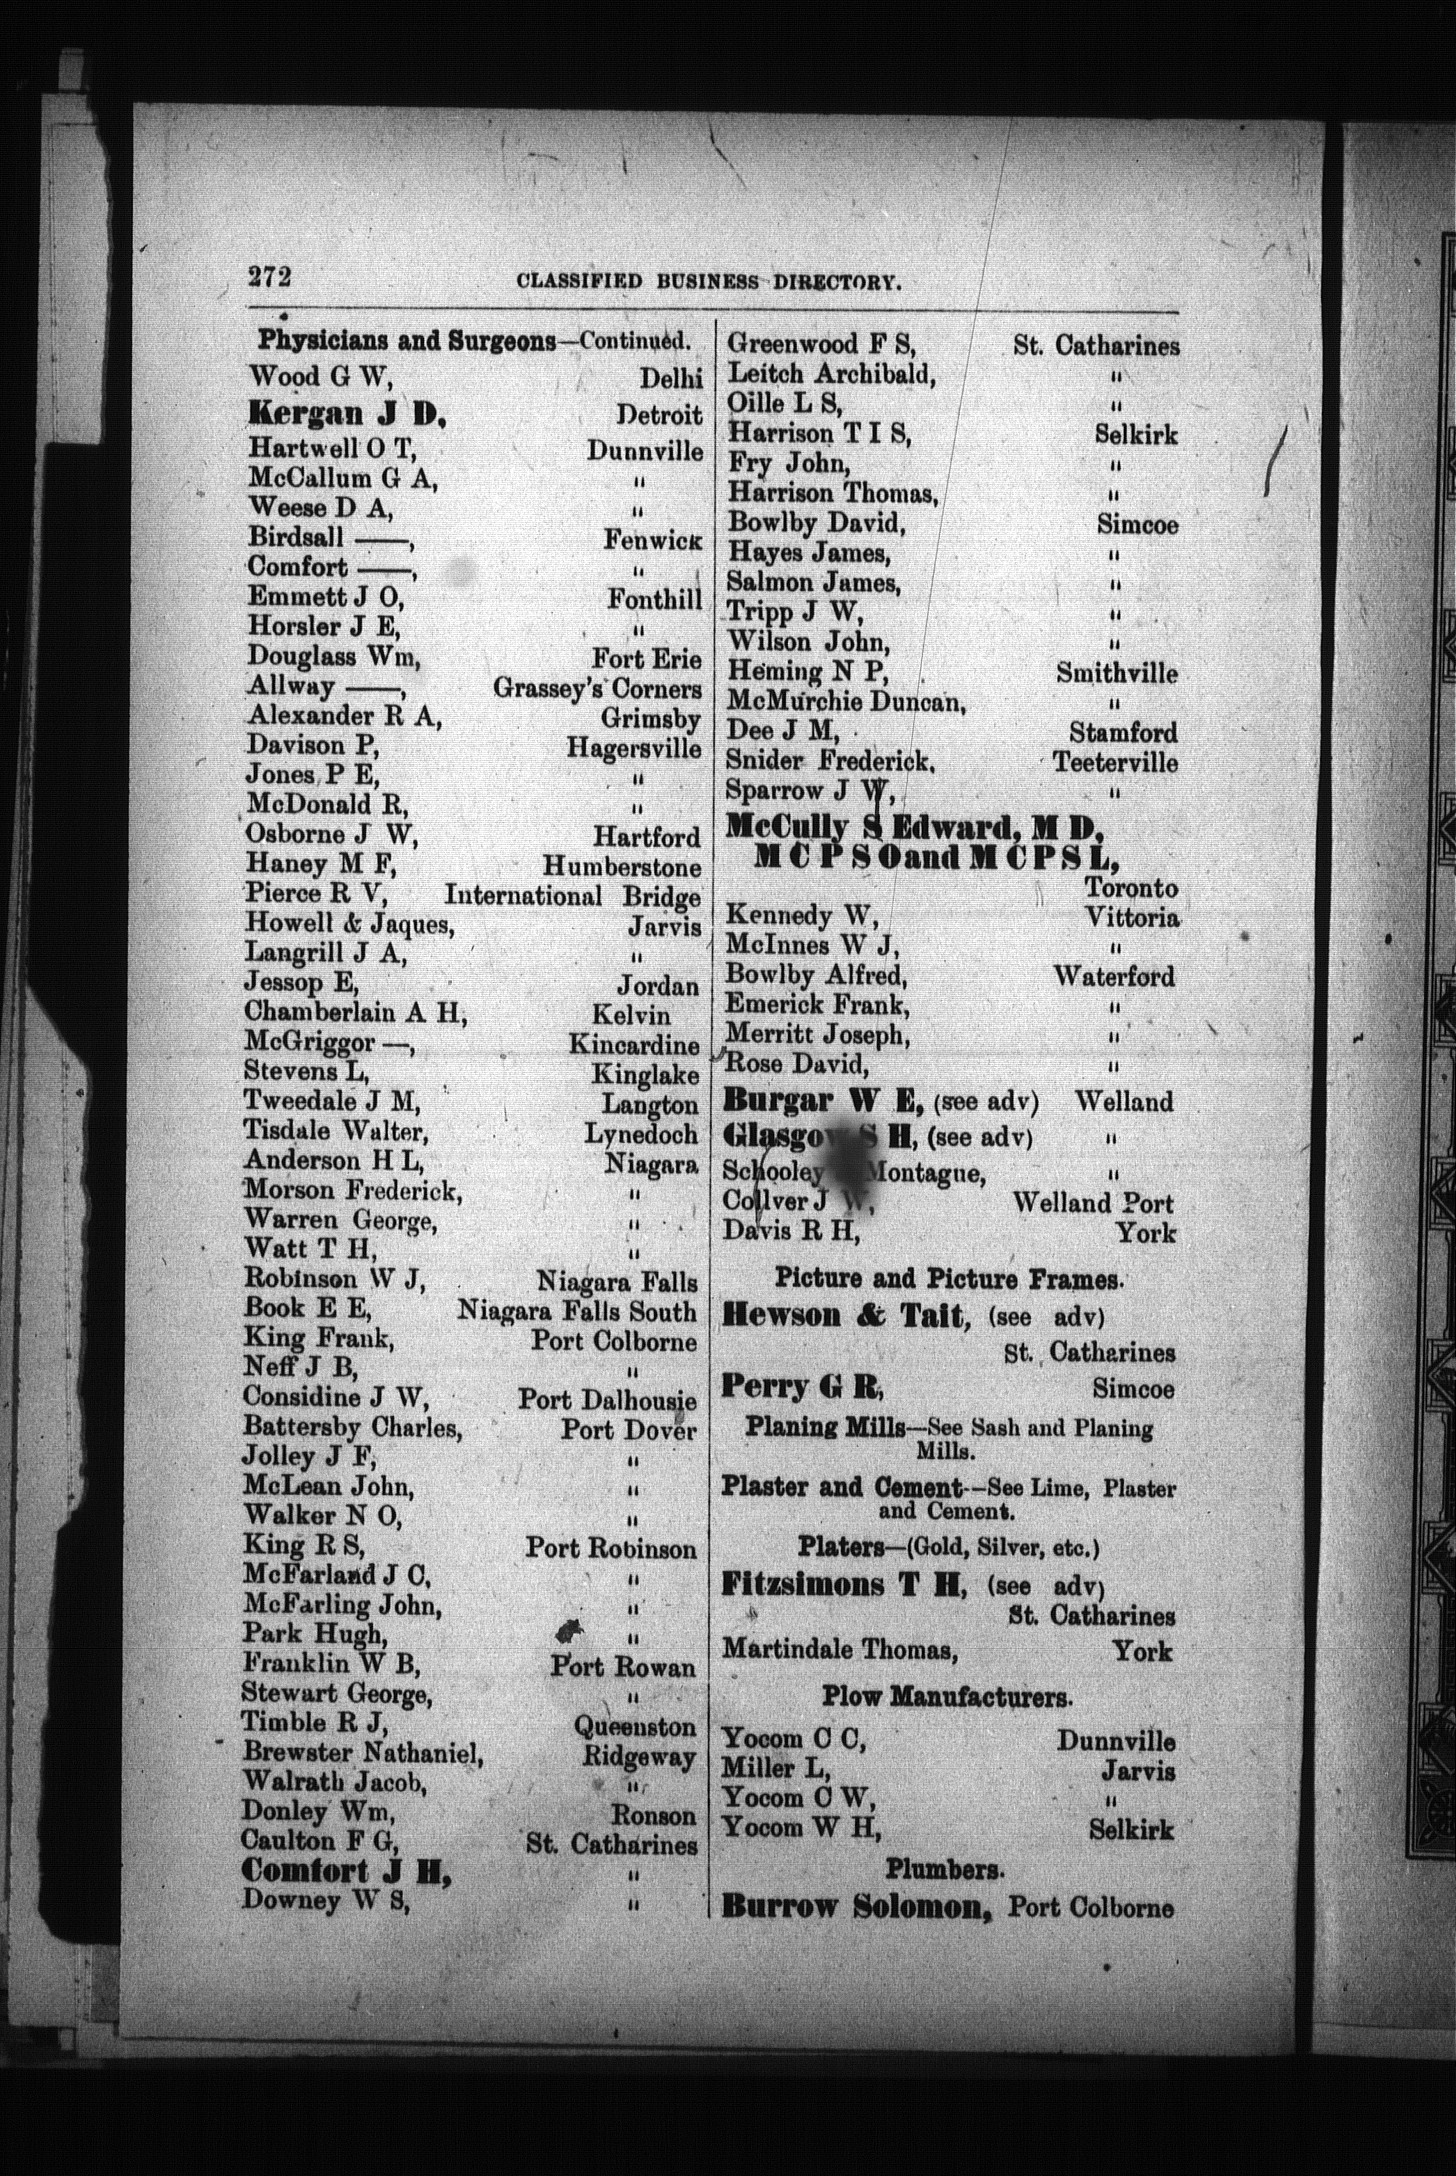 272 CLASSIFIED BUSINESS DIRECTORY.
Physicians and Surgeons—Continued.
Wood G W, Delhi
Kergan J D, Detroit
Hartwell O T, Dunnville
McCallum G A, "
Weese D A, "
Birdsall ——, Fenwick
Comfort ——, "
Emmett J O, Fonthill
Horsler J E, "
Douglass Wm, Fort Erie
Allway ——, Grassey's Corners
Alexander R A, Grimsby
Davison P, Hagersville
Jones P E, "
McDonald R, "
Osborne J W, Hartford
Haney M F, Humberstone
Pierce R V, International Bridge
Howell & Jaques, Jarvis
Langrill J A, "
Jessop E, Jordan
Chamberlain A H, Kelvin
McGriggor —, Kincardine
Stevens L, Kinglake
Tweedale J M, Langton
Tisdale Walter, Lynedoch
Anderson H L, Niagara
Morson Frederick, "
Warren George, "
Watt T H, "
Robinson W J, Niagara Falls
Book E E, Niagara Falls South
King Frank, Port Colborne
Neff J B, "
Considine J W, Port Dalhousie
Battersby Charles, Port Dover
Jolley J F, "
McLean John, "
Walker N O, "
King R S, Port Robinson
McFarland J C, "
McFarling John, "
Park Hugh, "
Franklin W B, Port Rowan
Stewart George, "
Timble R J, Queenston
Brewster Nathaniel, Ridgeway
Walrath Jacob, "
Donley Wm, Ronson
Caulton F G, St. Catharines
Comfort J H, "
Downey W S, "
Greenwood F S, St. Catharines
Leitch Archibald, "
Oille L S, "
Harrison T I S, Selkirk
Fry John, "
Harrison Thomas, "
Bowlby David, Simcoe
Hayes James, "
Salmon James, "
Tripp J W, "
Wilson John, "
Heming N P, Smithville
McMurchie Duncan, "
Dee J M, Stamford
Snider Frederick, Teeterville
Sparrow J W, "
McCully S Edward, M D,
M C P S O and M C P S L,
Toronto
Kennedy W, Vittoria
McInnes W J, "
Bowlby Alfred, Waterford
Emerick Frank, "
Merritt Joseph, "
Rose David, "
Burgar W E, (see adv) Welland
Glasgow S H, (see adv) "
Schooley Montague, "
Collver J W, Welland Port
Davis R H, York
Picture and Picture Frames.
Hewson & Tait, (see adv)
St. Catharines
Perry G R, Simcoe
Planing Mills—See Sash and Planing
Mills.
Plaster and Cement—See Lime, Plaster
and Cement.
Platers—(Gold, Silver, etc.)
Fitzsimons T H, (see adv)
St. Catharines
Martindale Thomas, York
Plow Manufacturers.
Yocom C C, Dunnville
Miller L, Jarvis
Yocom C W, "
Yocom W H, Selkirk
Plumbers.
Burrow Solomon, Port Colborne